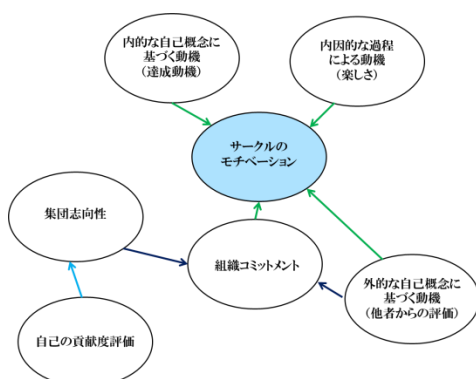 内的な自己概念に
基づく動機
(達成動機)
内因的な過程
による動機
(楽しさ)
サークルの
モチベーション
集団志向性
組織コミットメント
外的な自己概念に
基づく動機
(他者からの評価)
自己の貢献度評価